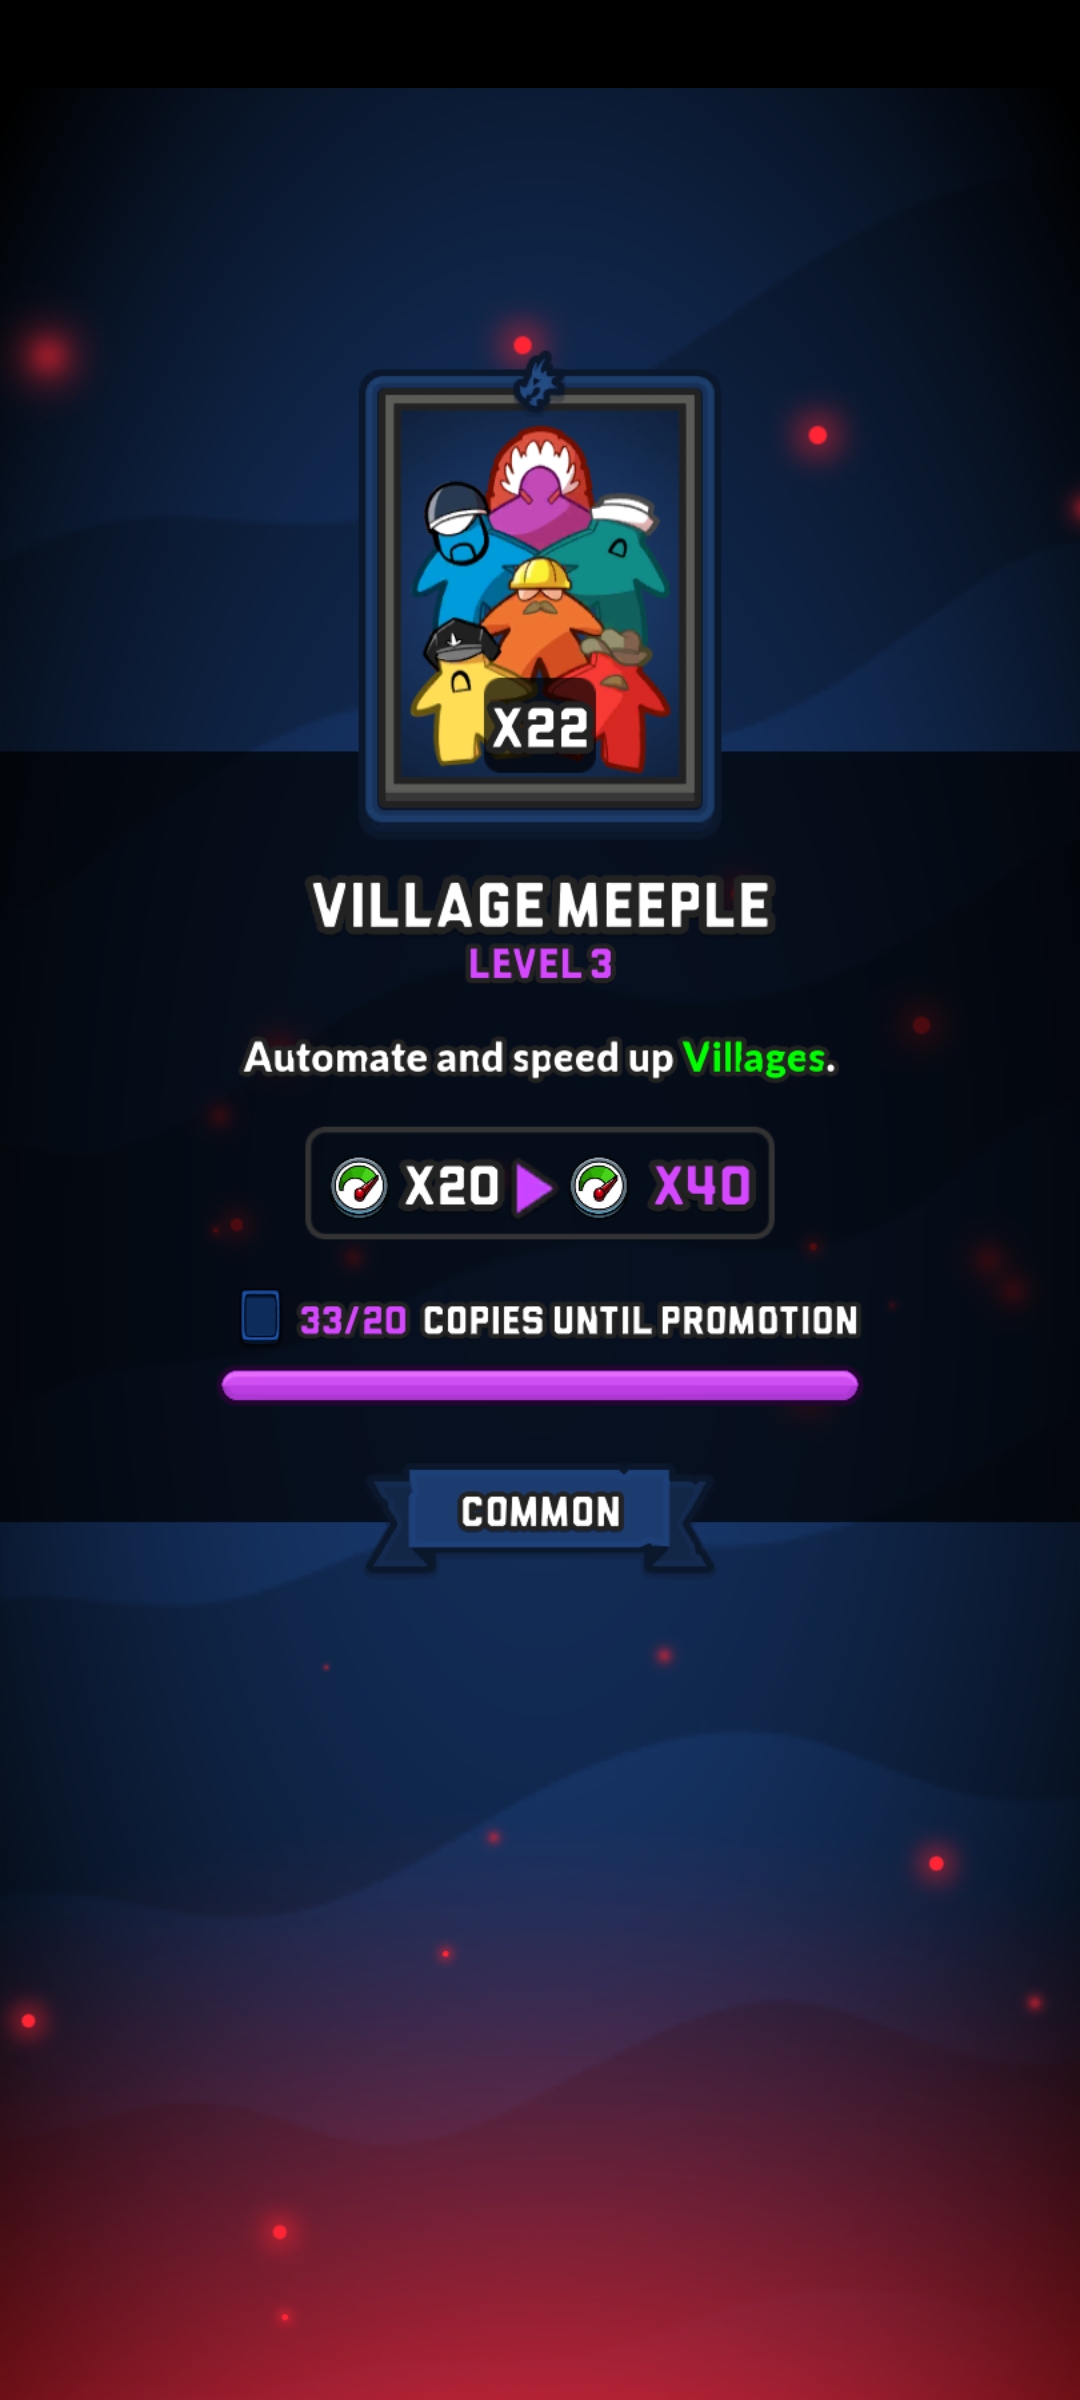 X22
VILLAGE MEEPLE
LEVEL 3
Automate and speed up Villages.
X20 X40
33/20 COPIES UNTIL PROMOTION
COMMON